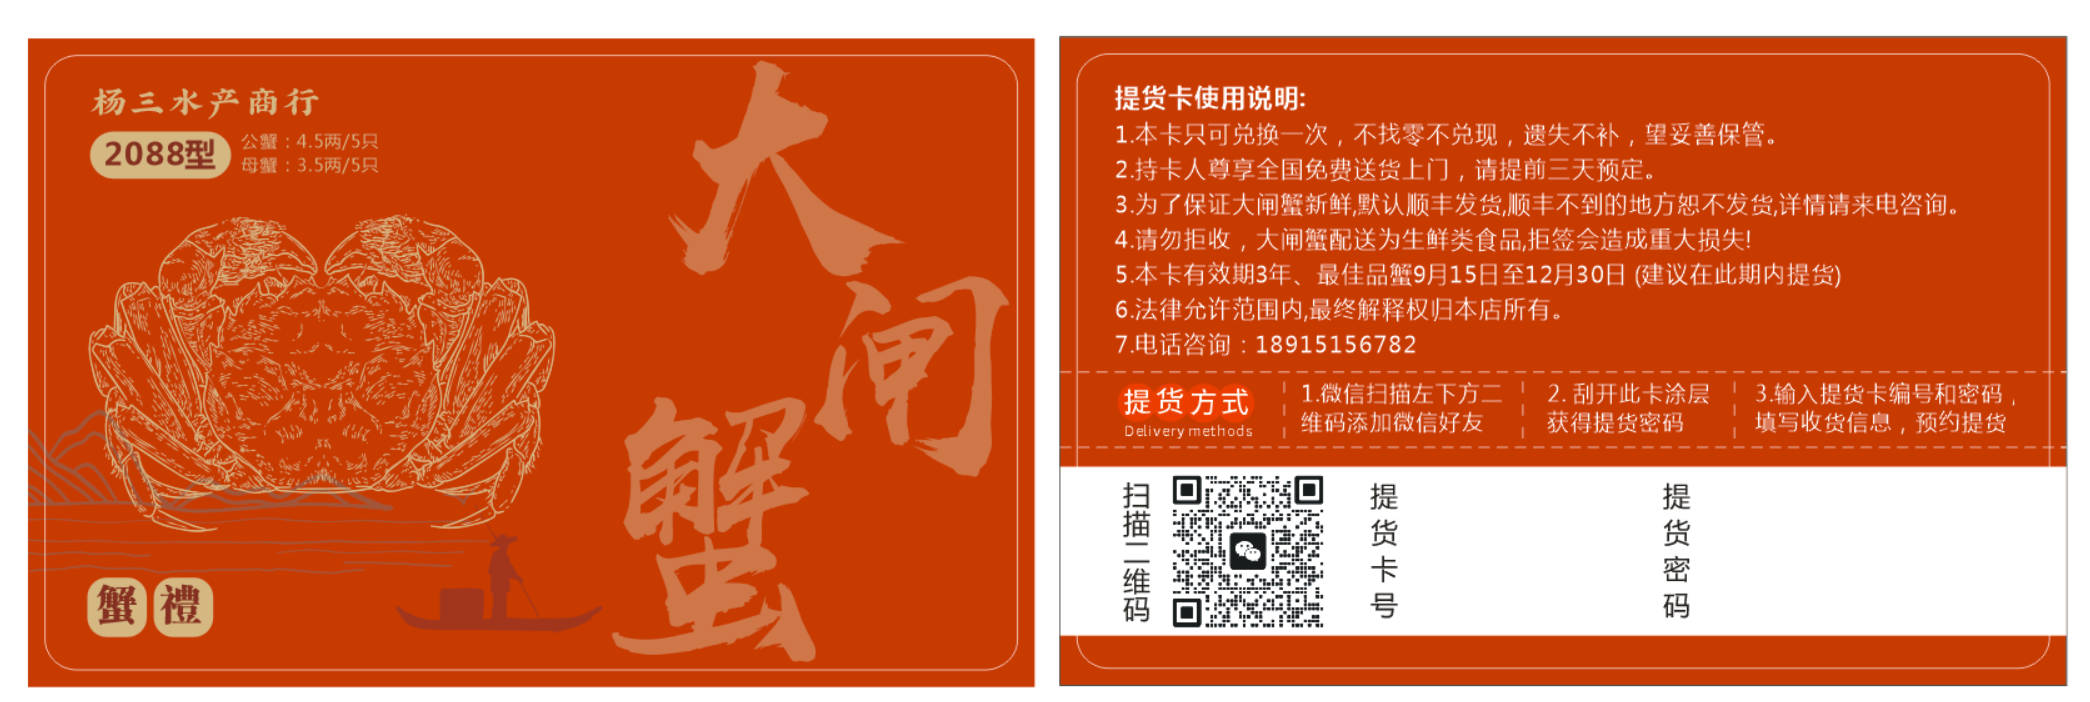 杨三水产商行
2088型
公蟹：4.5两/5只
母蟹：3.5两/5只
大闸蟹
蟹禮
提货卡使用说明:
1.本卡只可兑换一次，不找零不兑现，遗失不补，望妥善保管。
2.持卡人尊享全国免费送货上门，请提前三天预定。
3.为了保证大闸蟹新鲜,默认顺丰发货,顺丰不到的地方恕不发货,详情请来电咨询。
4.请勿拒收，大闸蟹配送为生鲜类食品,拒签会造成重大损失!
5.本卡有效期3年、最佳品蟹9月15日至12月30日 (建议在此期内提货)
6.法律允许范围内,最终解释权归本店所有。
7.电话咨询：18915156782
提货方式
Delivery methods
1.微信扫描左下方二
维码添加微信好友
2. 刮开此卡涂层
获得提货密码
3.输入提货卡编号和密码，
填写收货信息，预约提货
扫描二维码
提货卡号
提货密码